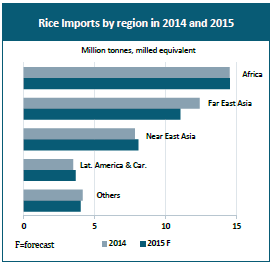 Rice Imports by region in 2014 and 2015
Million tonnes, milled equivalent
Africa
Far East Asia
Near East Asia
Lat. America & Car.
Others
0 5 10 15
F=forecast 2014 2015 F